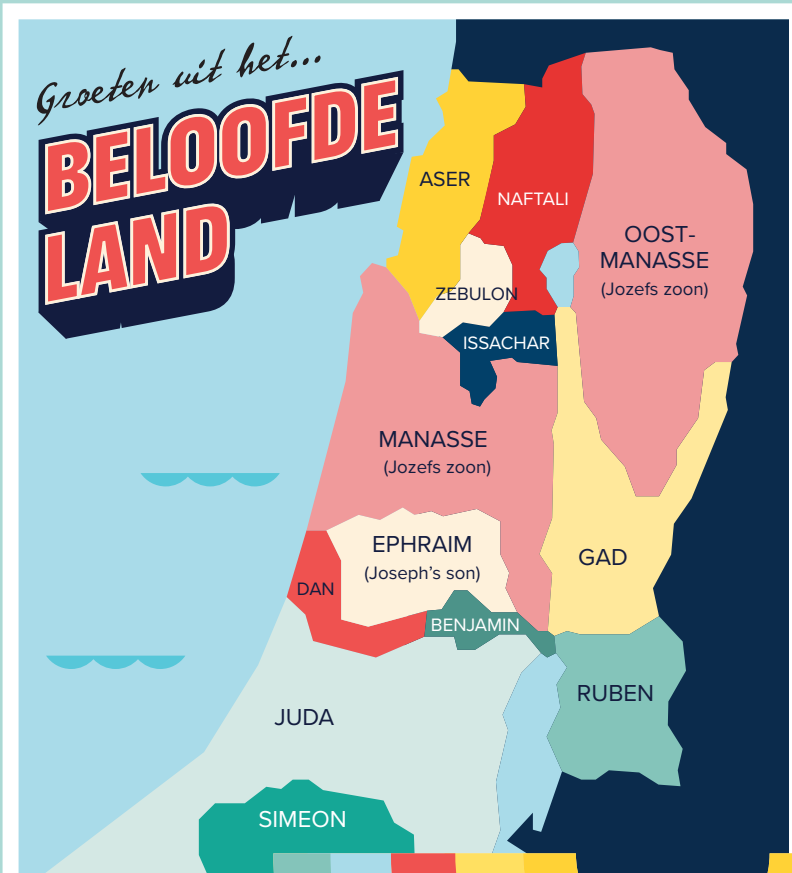 Groeten uit het...
BELOOFDE
LAND
ASER
NAFTALI
OOST-
MANASSE
(Jozefs zoon)
ZEBULON
ISSACHAR
MANASSE
(Jozefs zoon)
EPHRAIM
(Joseph's son)
GAD
DAN
BENJAMIN
RUBEN
JUDA
SIMEON